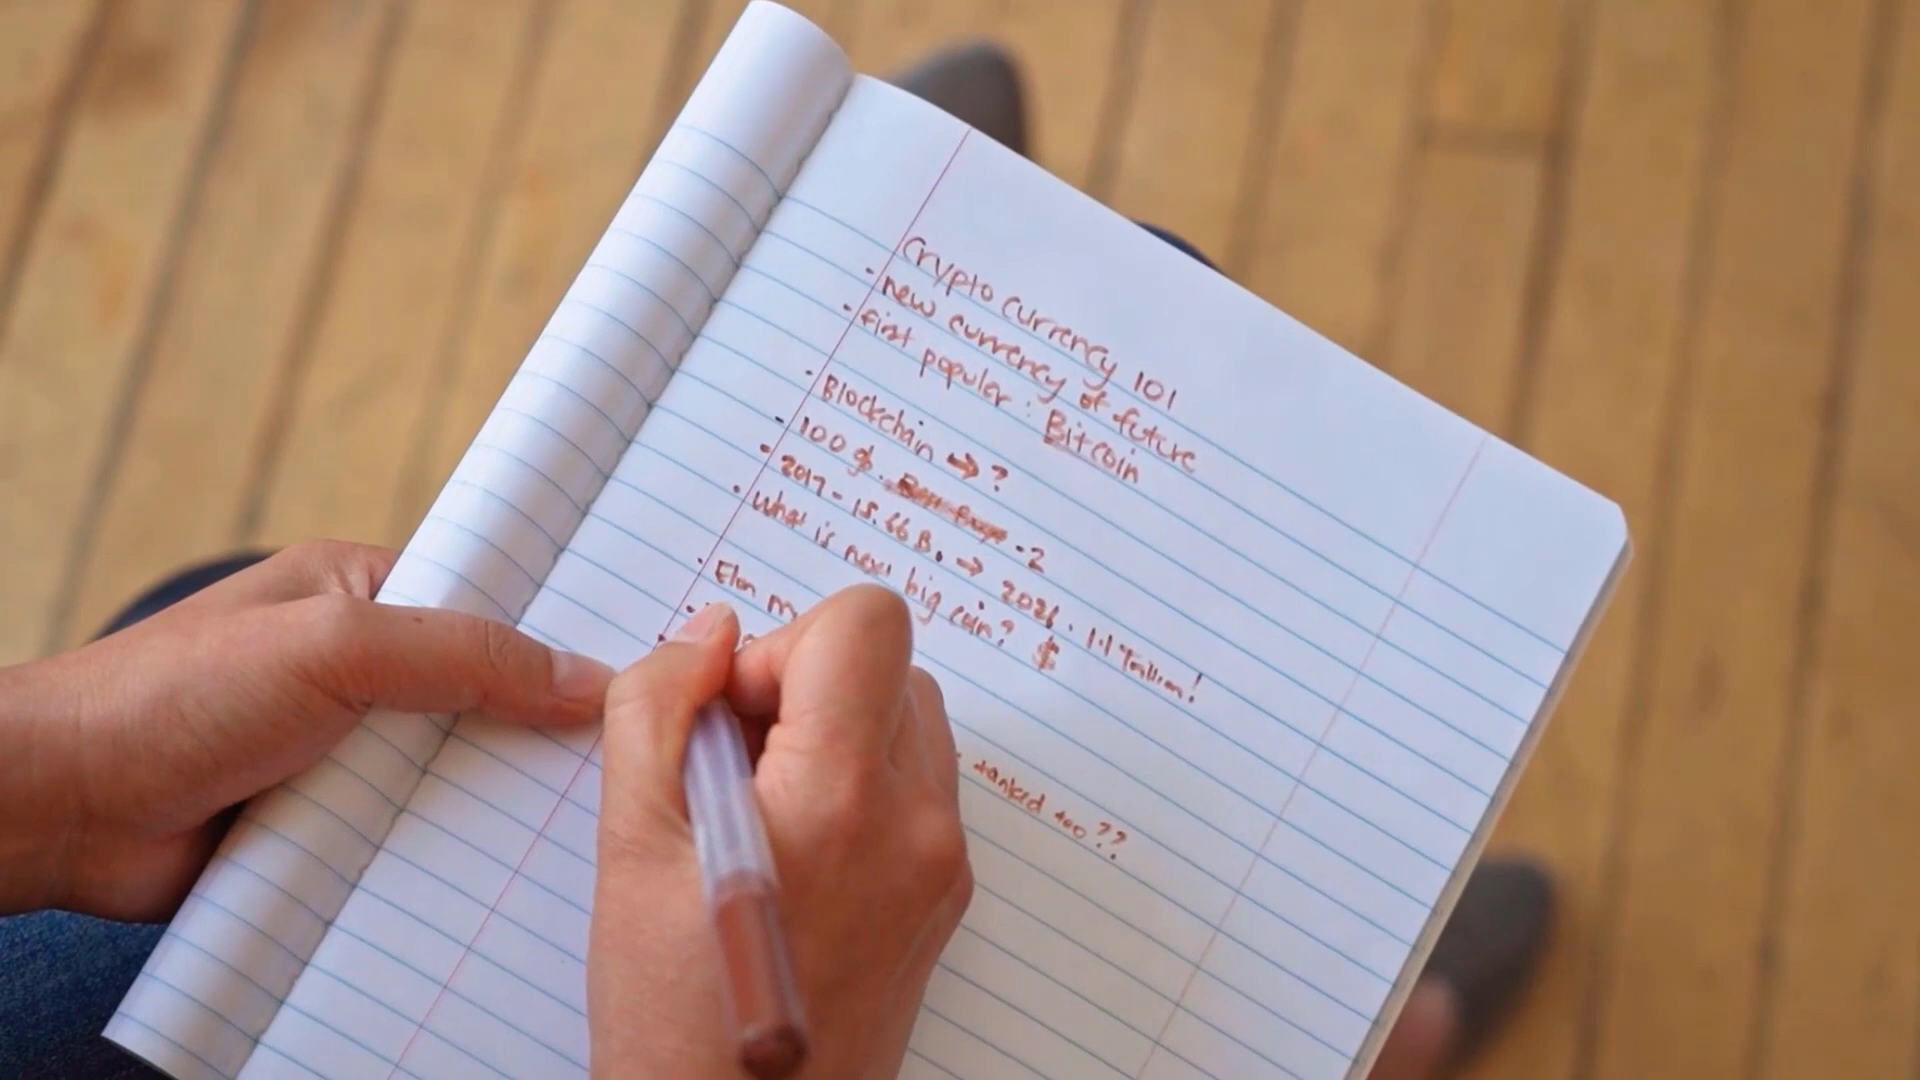 Crypto currency 101
• new currency of future
• first popular : Bitcoin
• Blockchain → ?
• 100 $. -2
• 2017 - 15.66 B. → 2021. 1.1 Trillion!
• What is next big coin? $
• Elon
tanked too ??